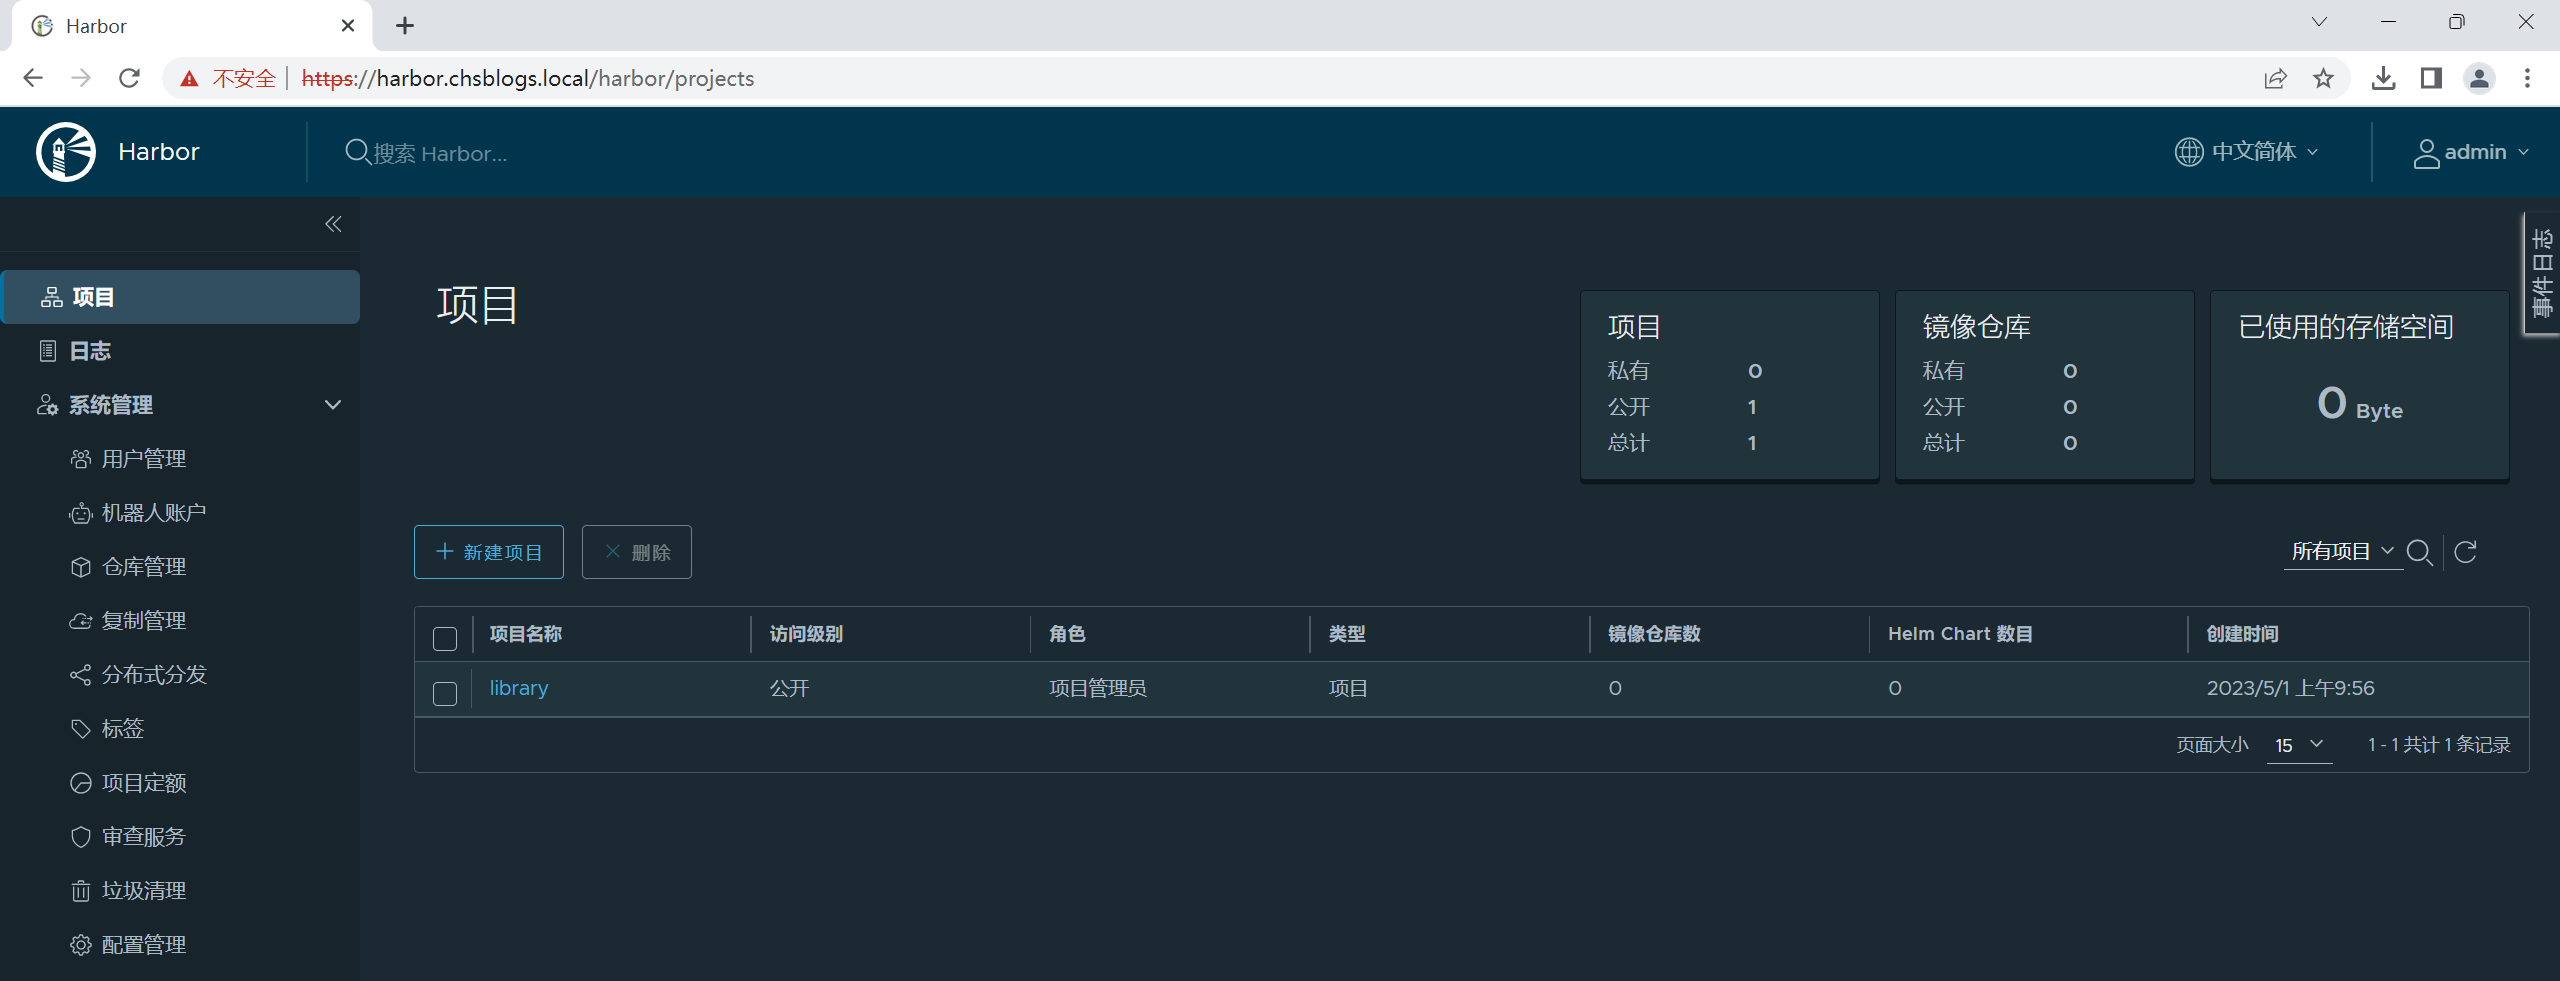 Harbor
不安全 https://harbor.chsblogs.local/harbor/projects
Harbor
搜索 Harbor...
中文简体
admin
事件日志
项目
日志
系统管理
用户管理
机器人账户
仓库管理
复制管理
分布式分发
标签
项目定额
审查服务
垃圾清理
配置管理
项目
项目
私有 0
公开 1
总计 1
镜像仓库
私有 0
公开 0
总计 0
已使用的存储空间
0 Byte
新建项目
删除
所有项目
项目名称 访问级别 角色 类型 镜像仓库数 Helm Chart 数目 创建时间
library 公开 项目管理员 项目 0 0 2023/5/1 上午9:56
页面大小 15 1 - 1 共计 1 条记录